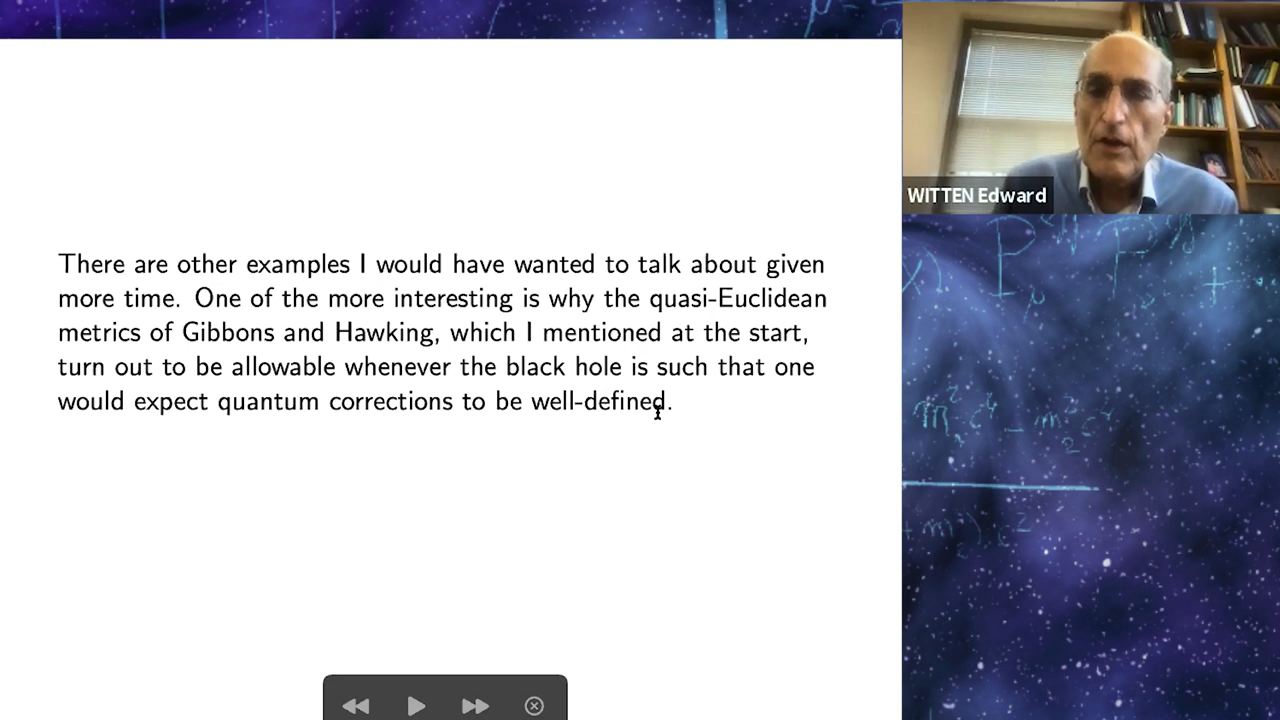 There are other examples I would have wanted to talk about given
more time. One of the more interesting is why the quasi-Euclidean
metrics of Gibbons and Hawking, which I mentioned at the start,
turn out to be allowable whenever the black hole is such that one
would expect quantum corrections to be well-defined.
WITTEN Edward